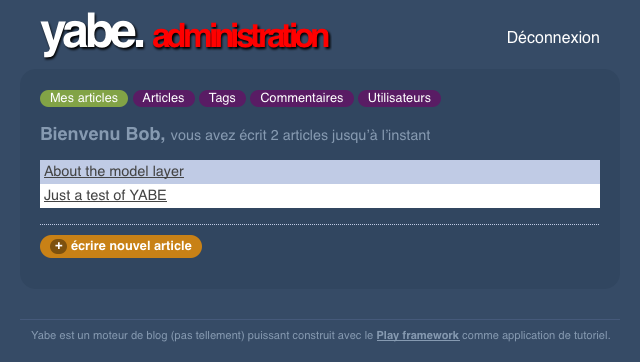 yabe. administration
Déconnexion
Mes articles Articles Tags Commentaires Utilisateurs
Bienvenu Bob, vous avez écrit 2 articles jusqu'à l'instant
About the model layer
Just a test of YABE
+ écrire nouvel article
Yabe est un moteur de blog (pas tellement) puissant construit avec le Play framework comme application de tutoriel.